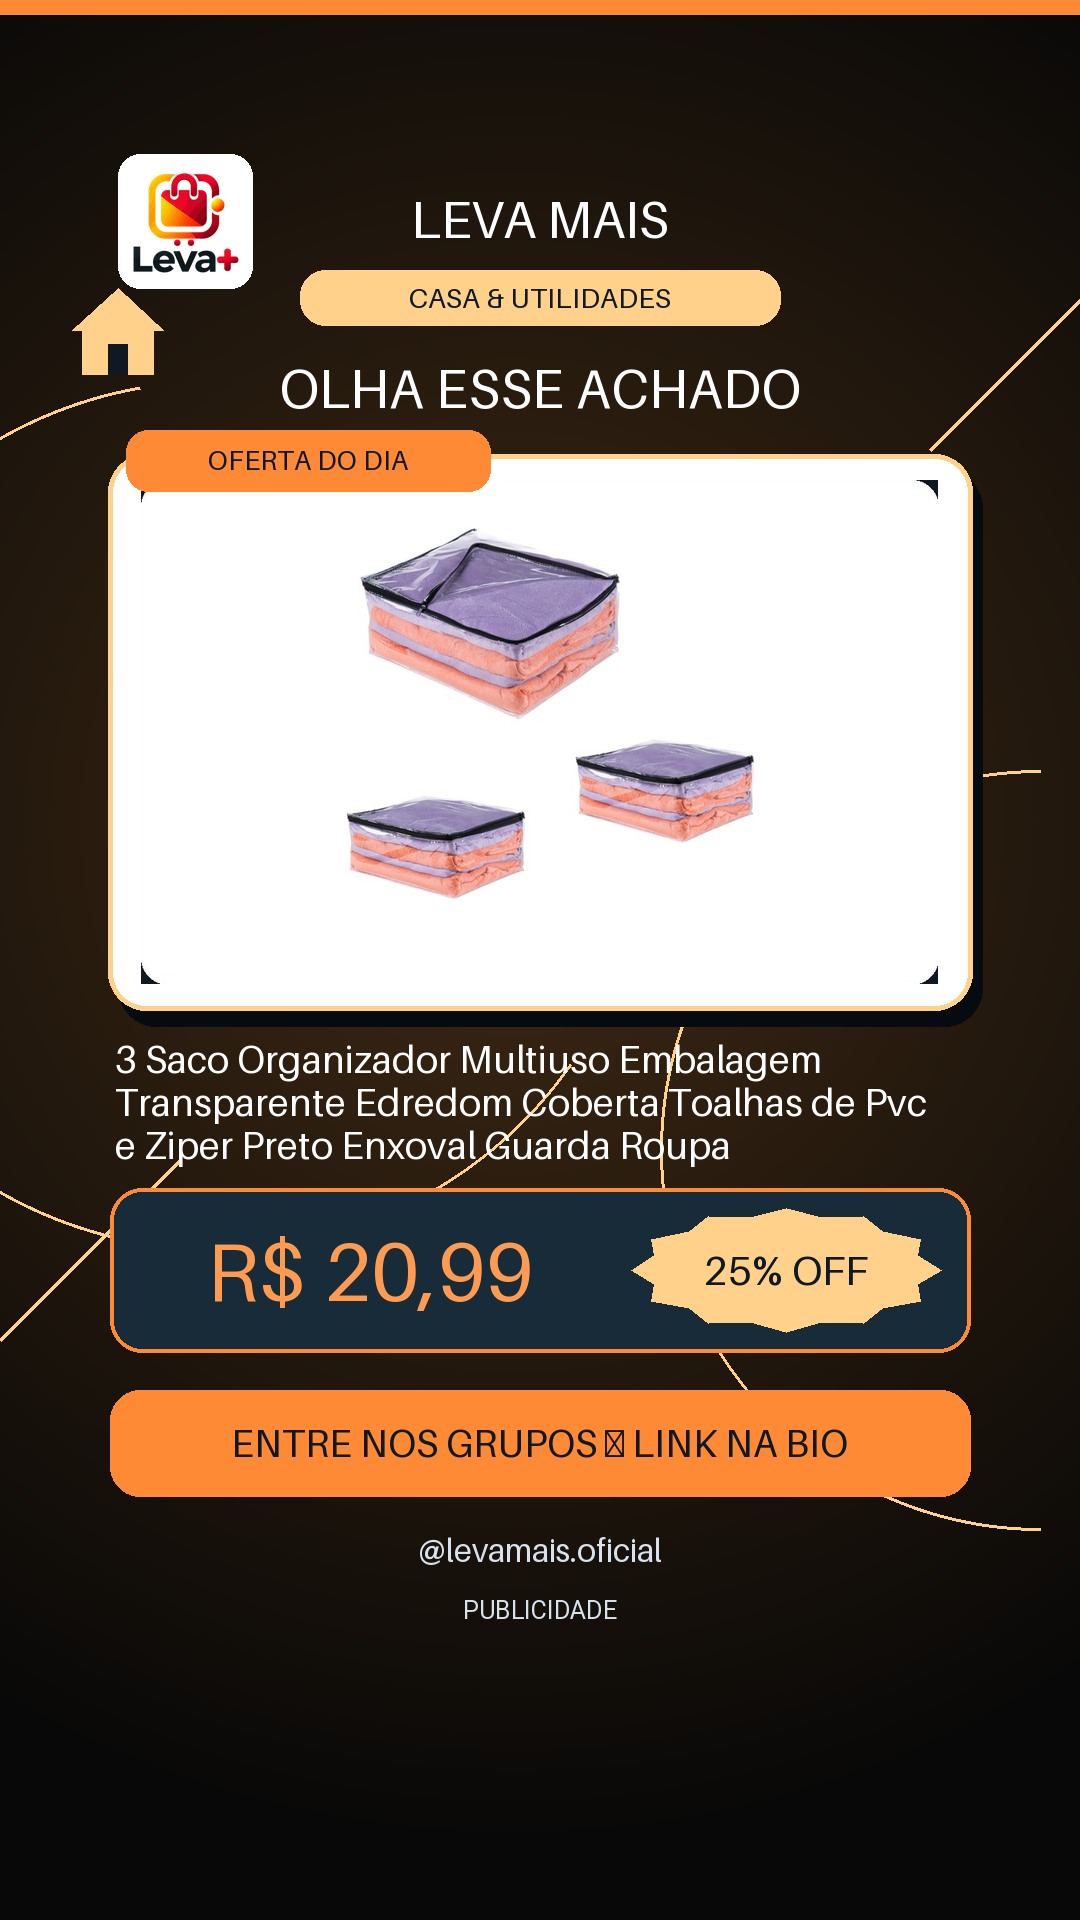 Leva+
LEVA MAIS
CASA & UTILIDADES
OLHA ESSE ACHADO
OFERTA DO DIA
3 Saco Organizador Multiuso Embalagem
Transparente Edredom Coberta Toalhas de Pvc
e Ziper Preto Enxoval Guarda Roupa
R$ 20,99
25% OFF
ENTRE NOS GRUPOS LINK NA BIO
@levamais.oficial
PUBLICIDADE